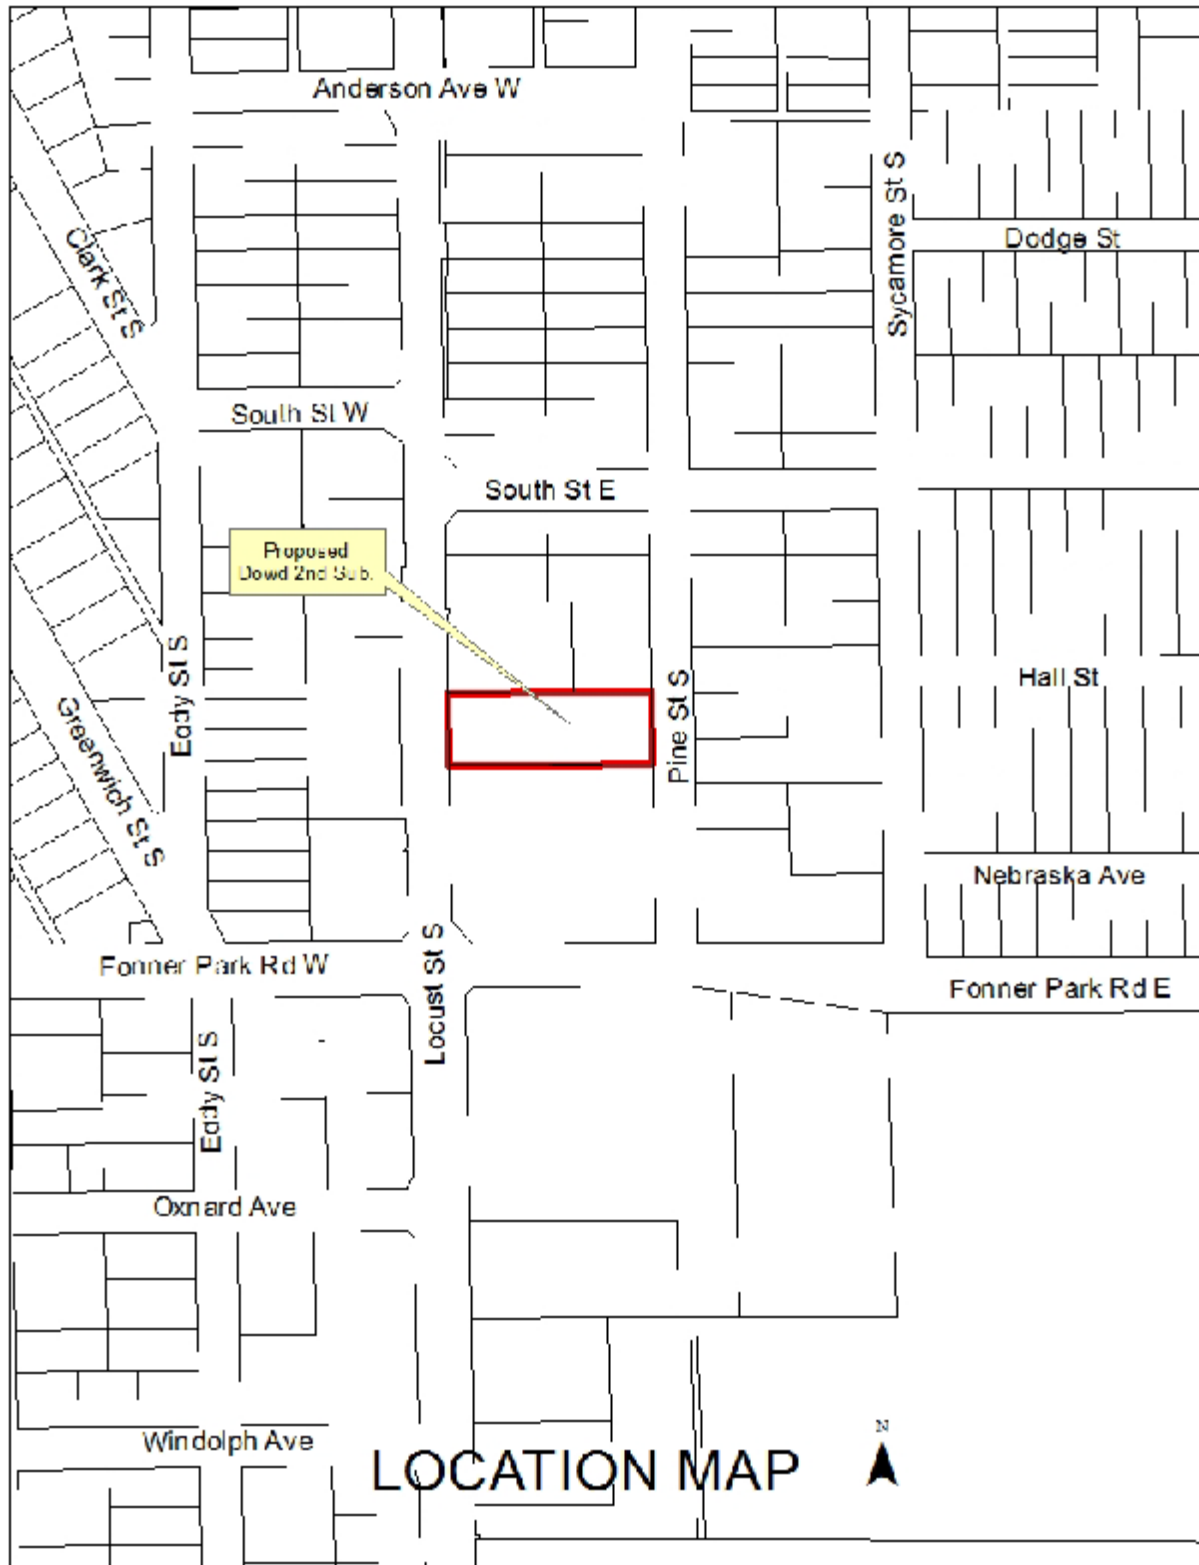 Anderson Ave W
Sycamore St S
Dodge St
Clark St S
South St W
South St E
Proposed
Dowd 2nd Sub.
Eddy St S
Hall St
Pine St S
Greenwich St S
Nebraska Ave
Locust St S
Fonner Park Rd W
Fonner Park Rd E
Eddy St S
Oxnard Ave
Windolph Ave
N
LOCATION MAP